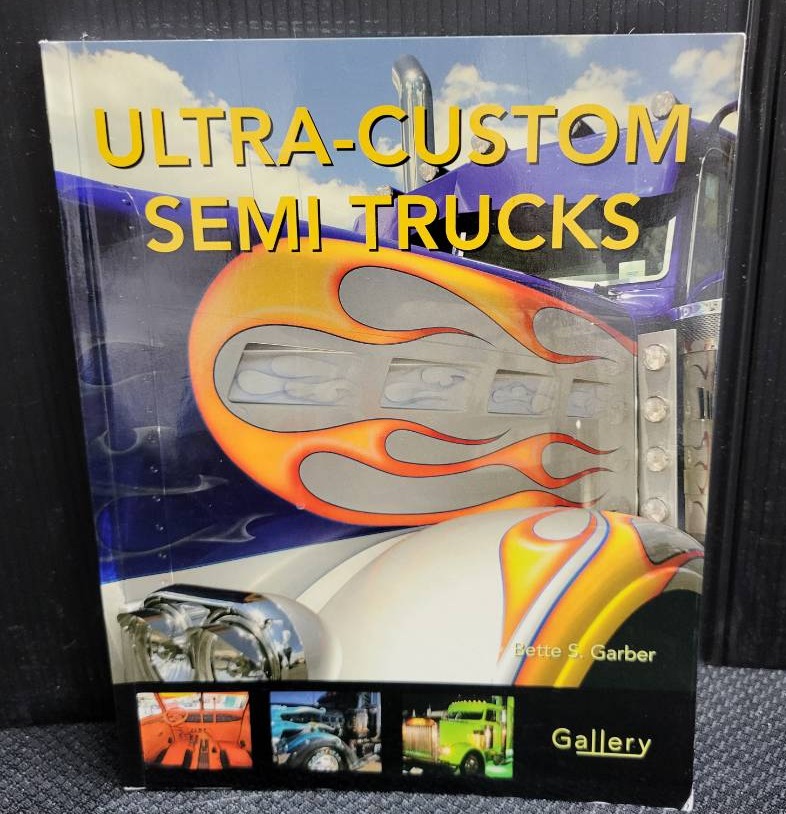 ULTRA-CUSTOM
SEMI TRUCKS
Bette S. Garber
Gallery